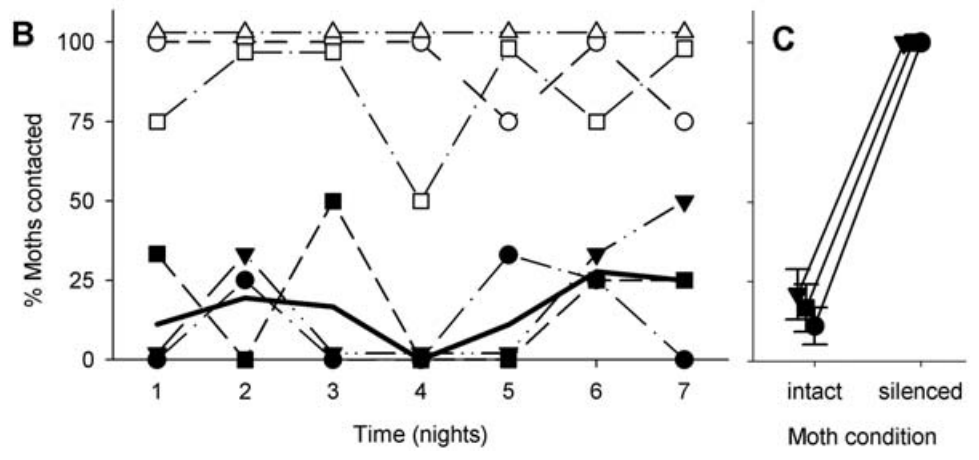 B
C
100
75
50
25
0
% Moths contacted
1 2 3 4 5 6 7
Time (nights)
intact silenced
Moth condition